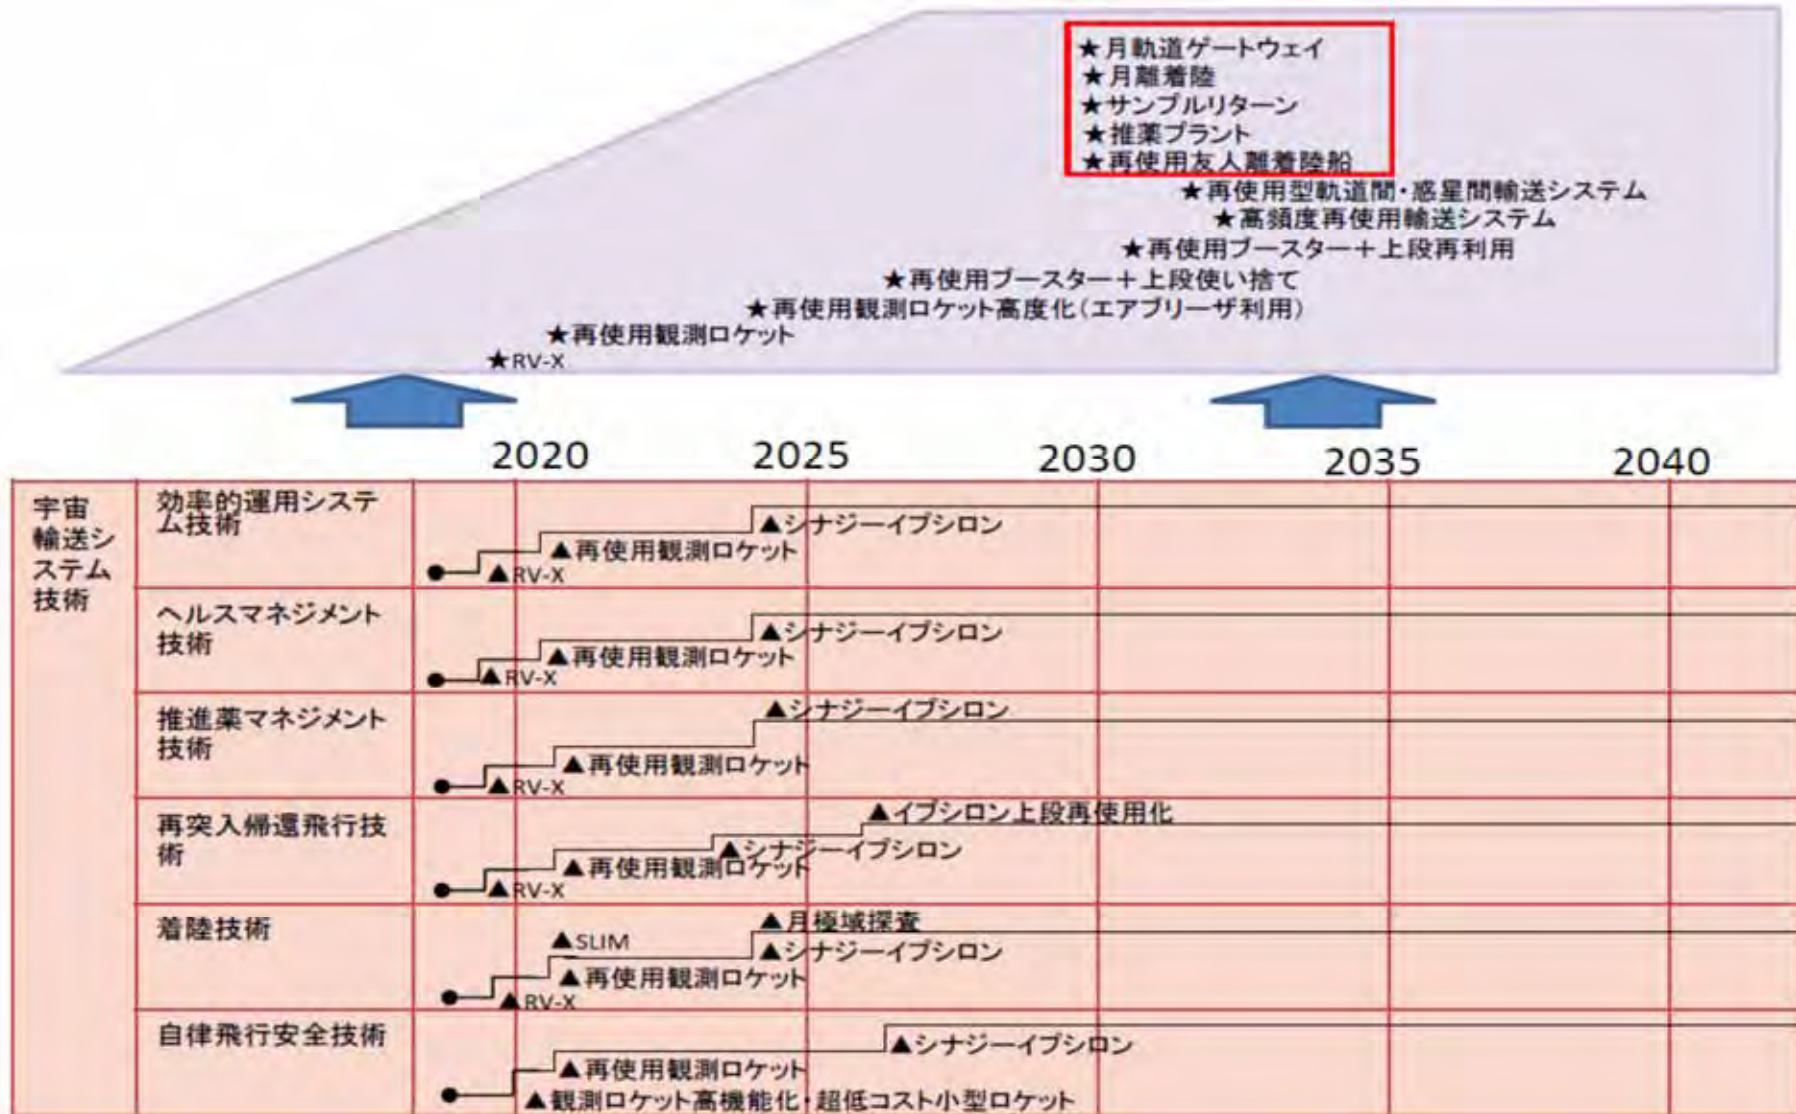 ★月軌道ゲートウェイ
★月離着陸
★サンプルリターン
★推薬プラント
★再使用友人離着陸船
★再使用型軌道間・惑星間輸送システム
★高頻度再使用輸送システム
★再使用ブースター+上段再利用
★再使用ブースター+上段使い捨て
★再使用観測ロケット高度化(エアブリーザ利用)
★再使用観測ロケット
★RV-X
2020 2025 2030 2035 2040
宇宙
輸送シ
ステム
技術
効率的運用システ
ム技術
▲シナジーイプシロン
▲再使用観測ロケット
▲RV-X
ヘルスマネジメント
技術
▲シナジーイプシロン
▲再使用観測ロケット
▲RV-X
推進薬マネジメント
技術
▲シナジーイプシロン
▲再使用観測ロケット
▲RV-X
再突入帰還飛行技
術
▲イプシロン上段再使用化
▲シナジーイプシロン
▲再使用観測ロケット
▲RV-X
着陸技術
▲月極域探査
▲SLIM
▲シナジーイプシロン
▲再使用観測ロケット
▲RV-X
自律飛行安全技術
▲シナジーイプシロン
▲再使用観測ロケット
▲観測ロケット高機能化・超低コスト小型ロケット